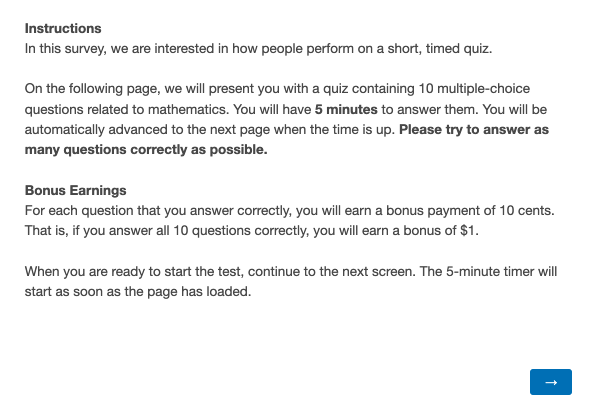 Instructions
In this survey, we are interested in how people perform on a short, timed quiz.
On the following page, we will present you with a quiz containing 10 multiple-choice
questions related to mathematics. You will have 5 minutes to answer them. You will be
automatically advanced to the next page when the time is up. Please try to answer as
many questions correctly as possible.
Bonus Earnings
For each question that you answer correctly, you will earn a bonus payment of 10 cents.
That is, if you answer all 10 questions correctly, you will earn a bonus of $1.
When you are ready to start the test, continue to the next screen. The 5-minute timer will
start as soon as the page has loaded.
→